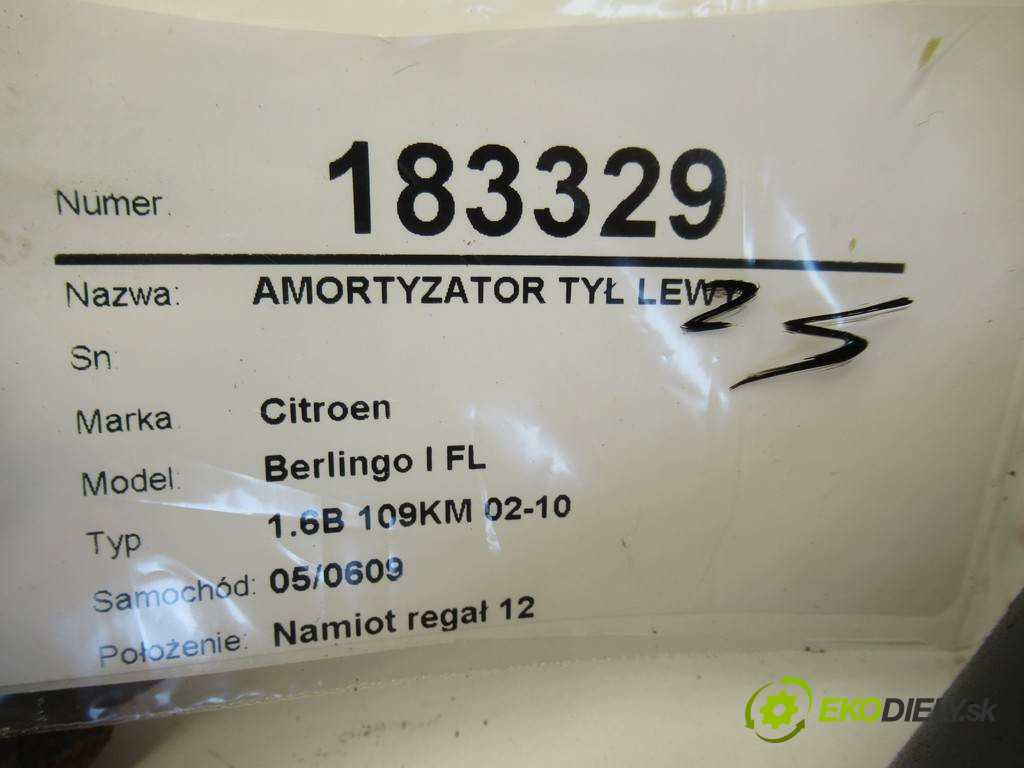 Numer. 183329
Nazwa: AMORTYZATOR TYŁ LEWY
Sn
Marka. Citroen
Model: Berlingo I FL
Typ 1.6B 109KM 02-10
Samochód: 05/0609
Położenie: Namiot regał 12
EKODIELY.sk